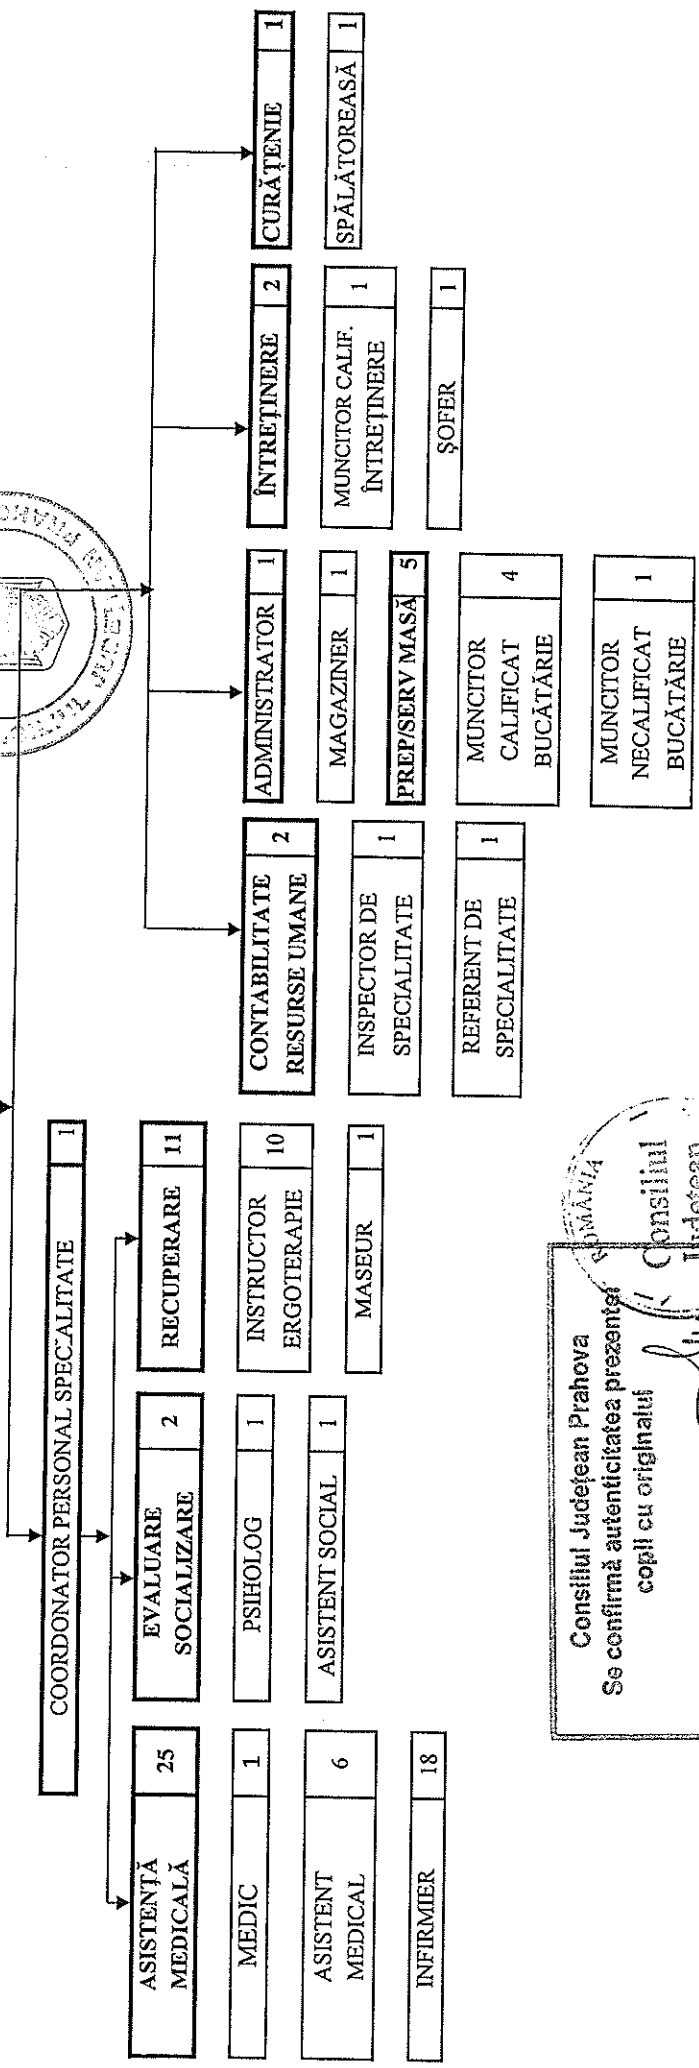 COORDONATOR PERSONAL SPECIALITATE 1
ASISTENȚĂ
MEDICALĂ
25
MEDIC 1
ASISTENT
MEDICAL
6
INFIRMIER 18
EVALUARE
SOCIALIZARE
2
PSIHOLOG 1
ASISTENT SOCIAL 1
RECUPERARE 11
INSTRUCTOR
ERGOTERAPIE
10
MASEUR 1
CONTABILITATE
RESURSE UMANE
2
INSPECTOR DE
SPECIALITATE
1
REFERENT DE
SPECIALITATE
1
ADMINISTRATOR 1
MAGAZINER 1
PREP/SERV MASĂ 5
MUNCITOR
CALIFICAT
BUCĂTĂRIE
4
MUNCITOR
NECALIFICAT
BUCĂTĂRIE
1
ÎNTREȚINERE 2
MUNCITOR CALIF.
ÎNTREȚINERE
1
ȘOFER 1
CURĂȚENIE 1
SPĂLĂTOREASĂ 1
Consiliul Județean Prahova
Se confirmă autenticitatea prezentei
copii cu originalul
ROMÂNIA
Consiliul
Județean